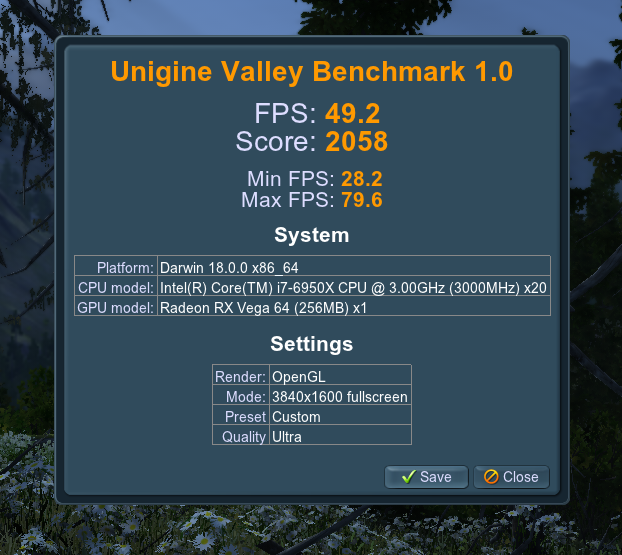 Unigine Valley Benchmark 1.0
FPS: 49.2
Score: 2058
Min FPS: 28.2
Max FPS: 79.6
System
Platform: Darwin 18.0.0 x86_64
CPU model: Intel(R) Core(TM) i7-6950X CPU @ 3.00GHz (3000MHz) x20
GPU model: Radeon RX Vega 64 (256MB) x1
Settings
Render: OpenGL
Mode: 3840x1600 fullscreen
Preset Custom
Quality Ultra
Save Close